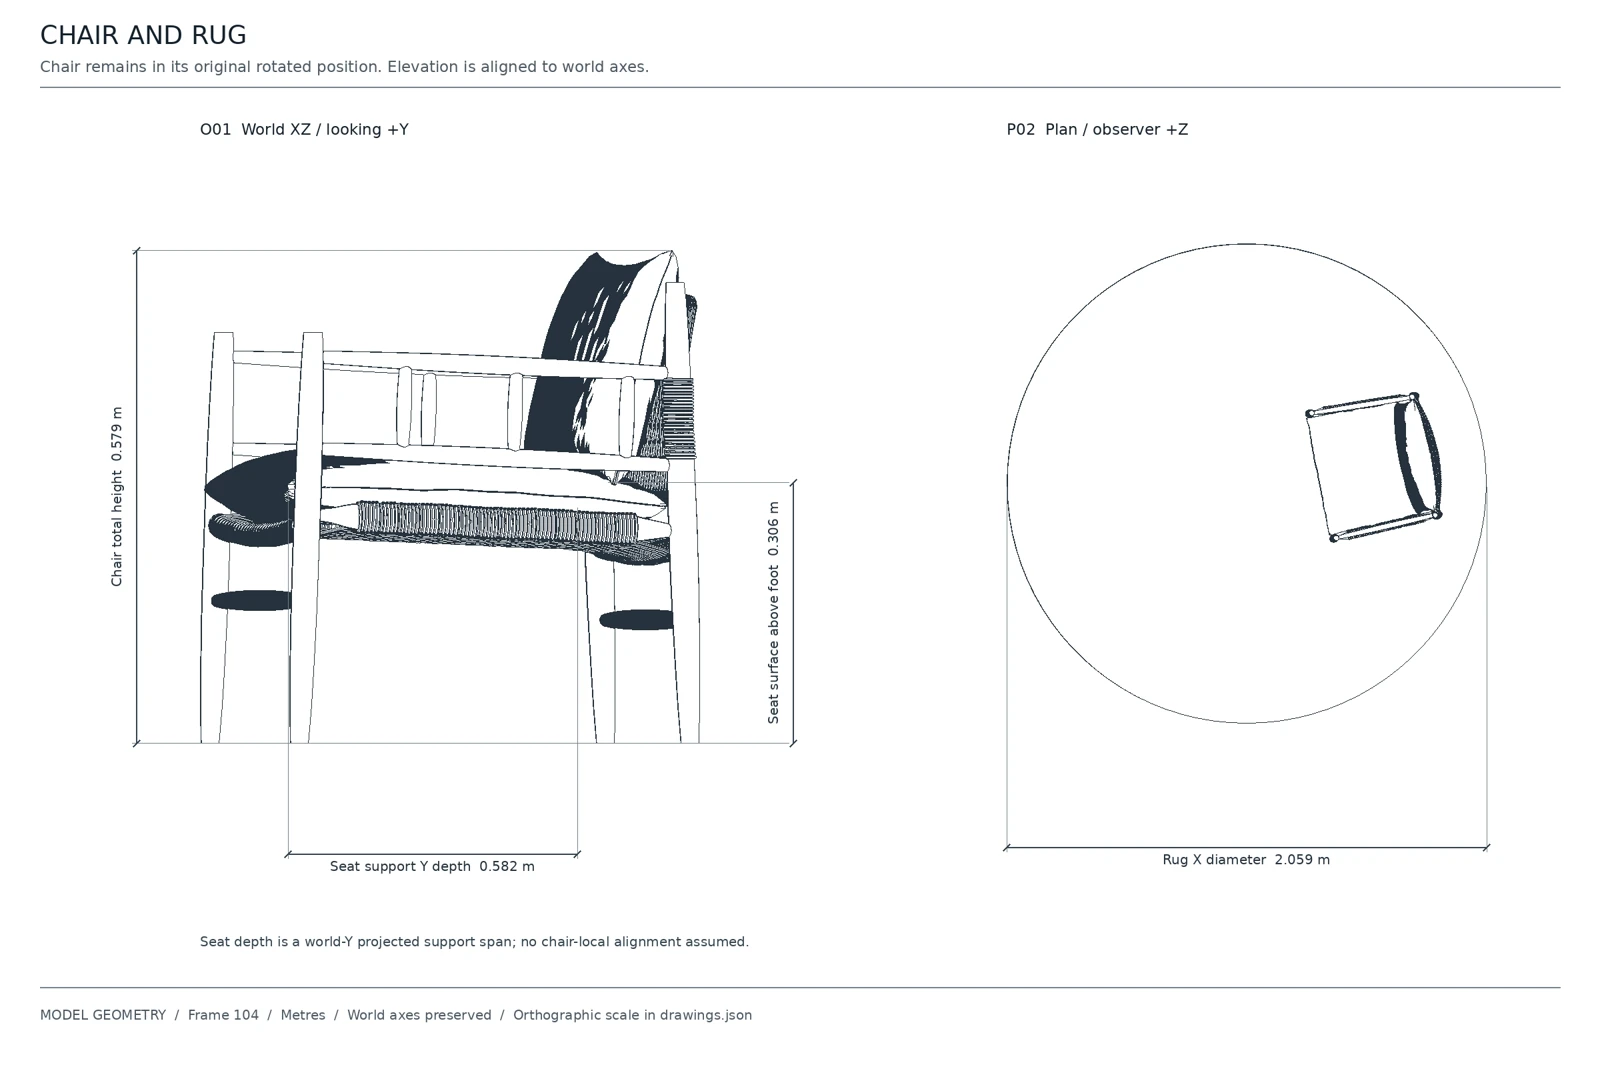 CHAIR AND RUG
Chair remains in its original rotated position. Elevation is aligned to world axes.
O01  World XZ / looking +Y
P02  Plan / observer +Z
Chair total height  0.579 m
Seat surface above foot  0.306 m
Seat support Y depth  0.582 m
Rug X diameter  2.059 m
Seat depth is a world-Y projected support span; no chair-local alignment assumed.
MODEL GEOMETRY  /  Frame 104  /  Metres  /  World axes preserved  /  Orthographic scale in drawings.json